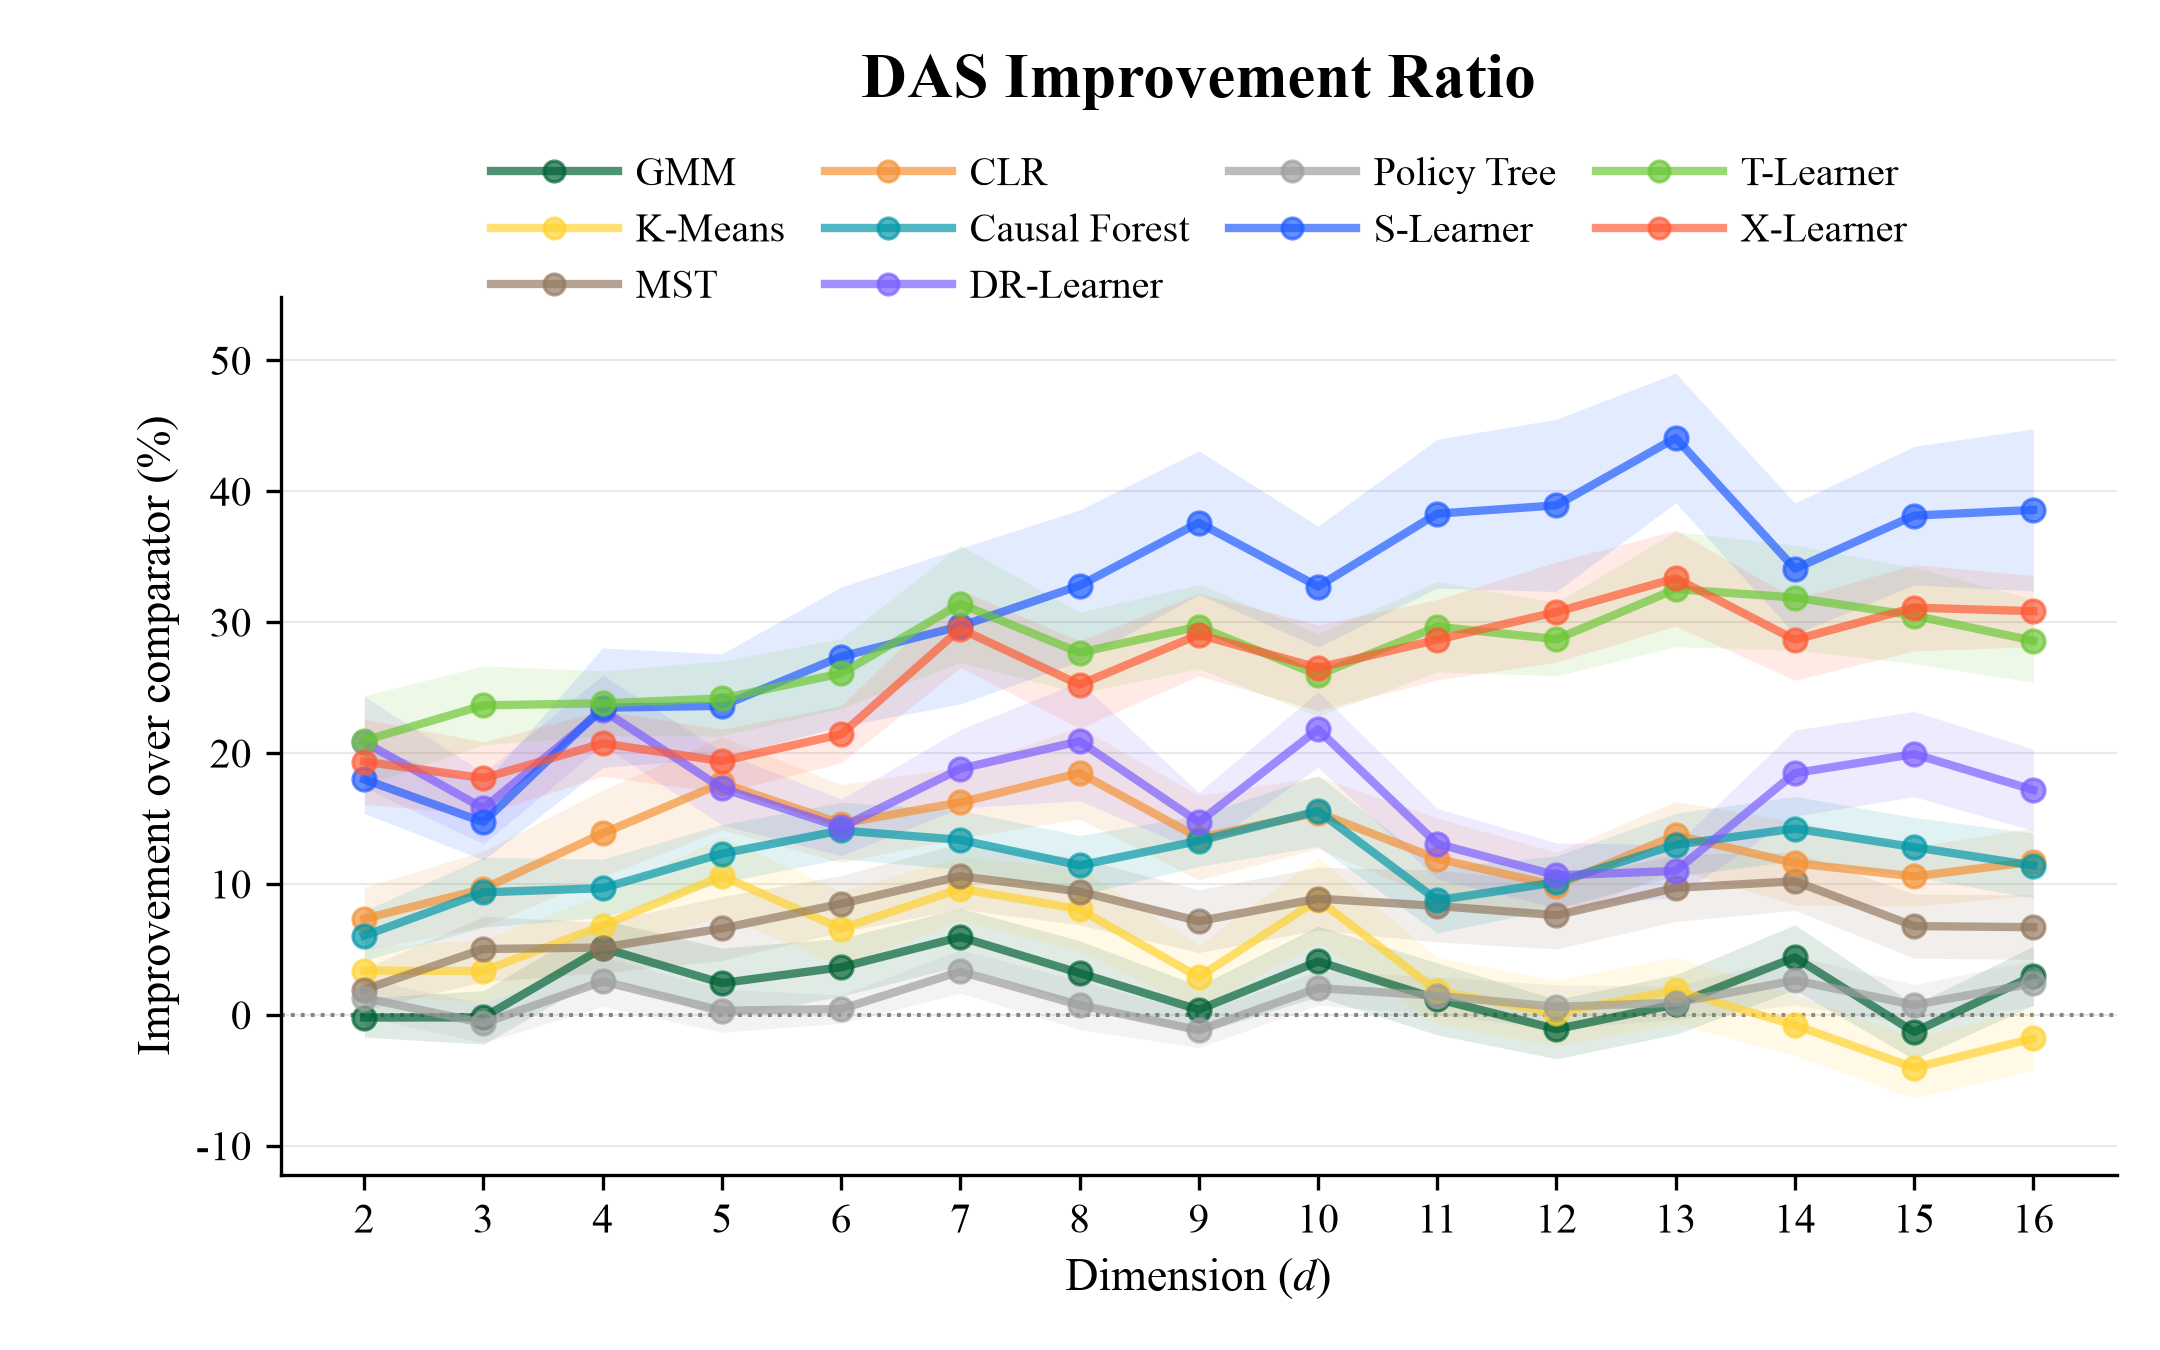 DAS Improvement Ratio
GMM CLR Policy Tree T-Learner
K-Means Causal Forest S-Learner X-Learner
MST DR-Learner
Improvement over comparator (%)
50
40
30
20
10
0
-10
2 3 4 5 6 7 8 9 10 11 12 13 14 15 16
Dimension (d)